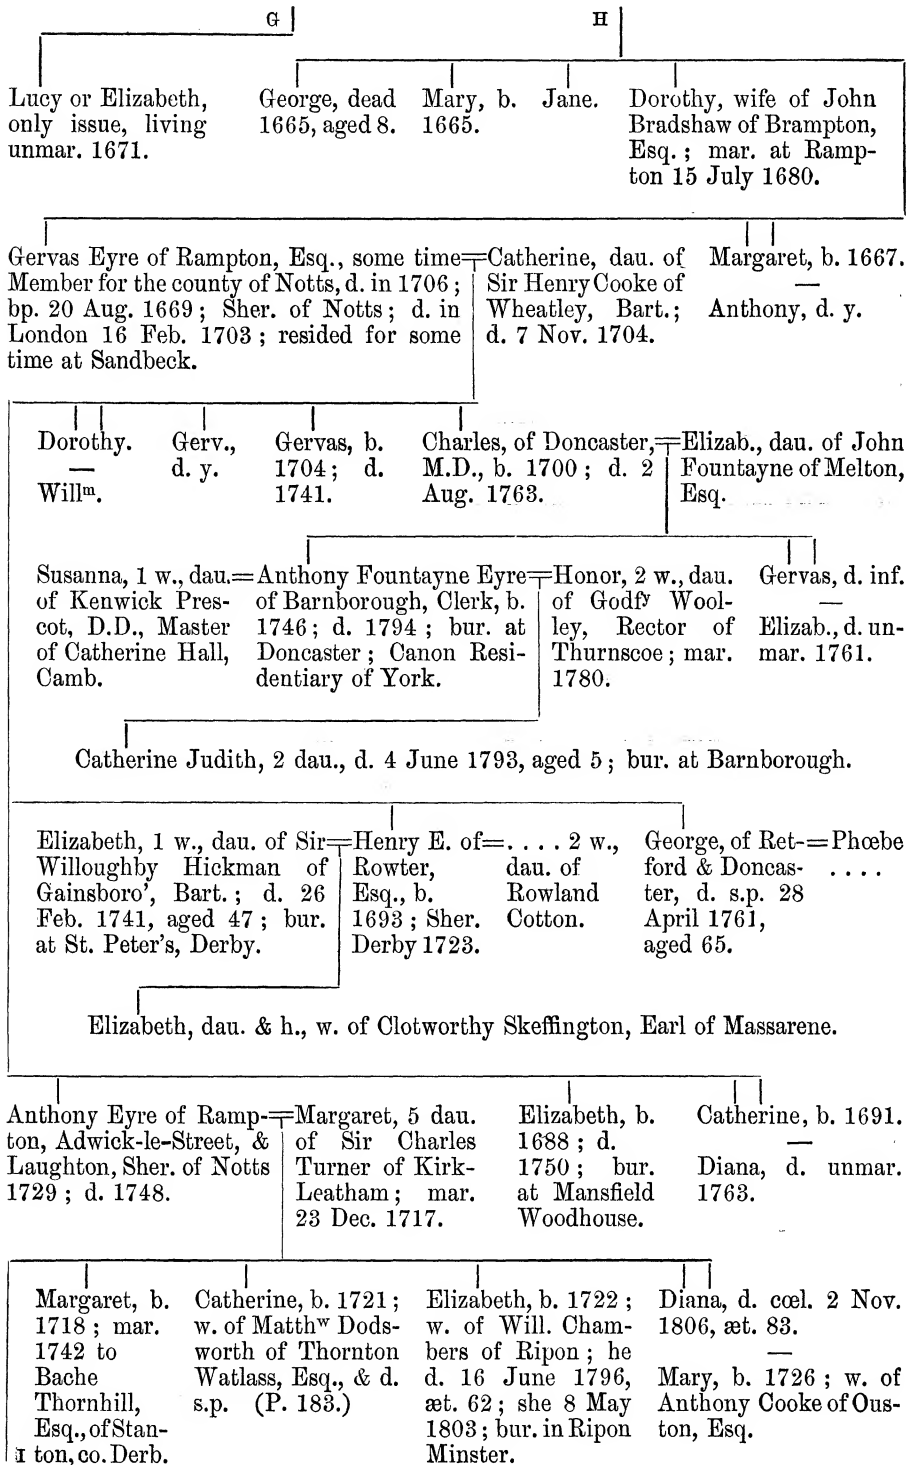 G H
Lucy or Elizabeth,
only issue, living
unmar. 1671.
George, dead
1665, aged 8.
Mary, b.
1665.
Jane.
Dorothy, wife of John
Bradshaw of Brampton,
Esq. ; mar. at Ramp-
ton 15 July 1680.
Gervas Eyre of Rampton, Esq., some time=
Member for the county of Notts, d. in 1706 ;
bp. 20 Aug. 1669 ; Sher. of Notts ; d. in
London 16 Feb. 1703 ; resided for some
time at Sandbeck.
Catherine, dau. of
Sir Henry Cooke of
Wheatley, Bart. ;
d. 7 Nov. 1704.
Margaret, b. 1667.
—
Anthony, d. y.
Dorothy.
—
Willᵐ.
Gerv.,
d. y.
Gervas, b.
1704 ; d.
1741.
Charles, of Doncaster,=
M.D., b. 1700 ; d. 2
Aug. 1763.
Elizab., dau. of John
Fountayne of Melton,
Esq.
Susanna, 1 w., dau.=
of Kenwick Pres-
cot, D.D., Master
of Catherine Hall,
Camb.
Anthony Fountayne Eyre=
of Barnborough, Clerk, b.
1746 ; d. 1794 ; bur. at
Doncaster ; Canon Resi-
dentiary of York.
Honor, 2 w., dau.
of Godfʸ Wool-
ley, Rector of
Thurnscoe ; mar.
1780.
Gervas, d. inf.
—
Elizab., d. un-
mar. 1761.
Catherine Judith, 2 dau., d. 4 June 1793, aged 5 ; bur. at Barnborough.
Elizabeth, 1 w., dau. of Sir=
Willoughby Hickman of
Gainsboro', Bart. ; d. 26
Feb. 1741, aged 47 ; bur.
at St. Peter's, Derby.
Henry E. of=
Rowter,
Esq., b.
1693 ; Sher.
Derby 1723.
. . . . 2 w.,
dau. of
Rowland
Cotton.
George, of Ret-=
ford & Doncas-
ter, d. s.p. 28
April 1761,
aged 65.
Phœbe
. . . .
Elizabeth, dau. & h., w. of Clotworthy Skeffington, Earl of Massarene.
Anthony Eyre of Ramp-=
ton, Adwick-le-Street, &
Laughton, Sher. of Notts
1729 ; d. 1748.
Margaret, 5 dau.
of Sir Charles
Turner of Kirk-
Leatham ; mar.
23 Dec. 1717.
Elizabeth, b.
1688 ; d.
1750 ; bur.
at Mansfield
Woodhouse.
Catherine, b. 1691.
—
Diana, d. unmar.
1763.
Margaret, b.
1718 ; mar.
1742 to
Bache
Thornhill,
Esq., of Stan-
ton, co. Derb.
Catherine, b. 1721 ;
w. of Matthʷ Dods-
worth of Thornton
Watlass, Esq., & d.
s.p. (P. 183.)
Elizabeth, b. 1722 ;
w. of Will. Cham-
bers of Ripon ; he
d. 16 June 1796,
æt. 62 ; she 8 May
1803 ; bur. in Ripon
Minster.
Diana, d. cœl. 2 Nov.
1806, æt. 83.
—
Mary, b. 1726 ; w. of
Anthony Cooke of Ous-
ton, Esq.
I